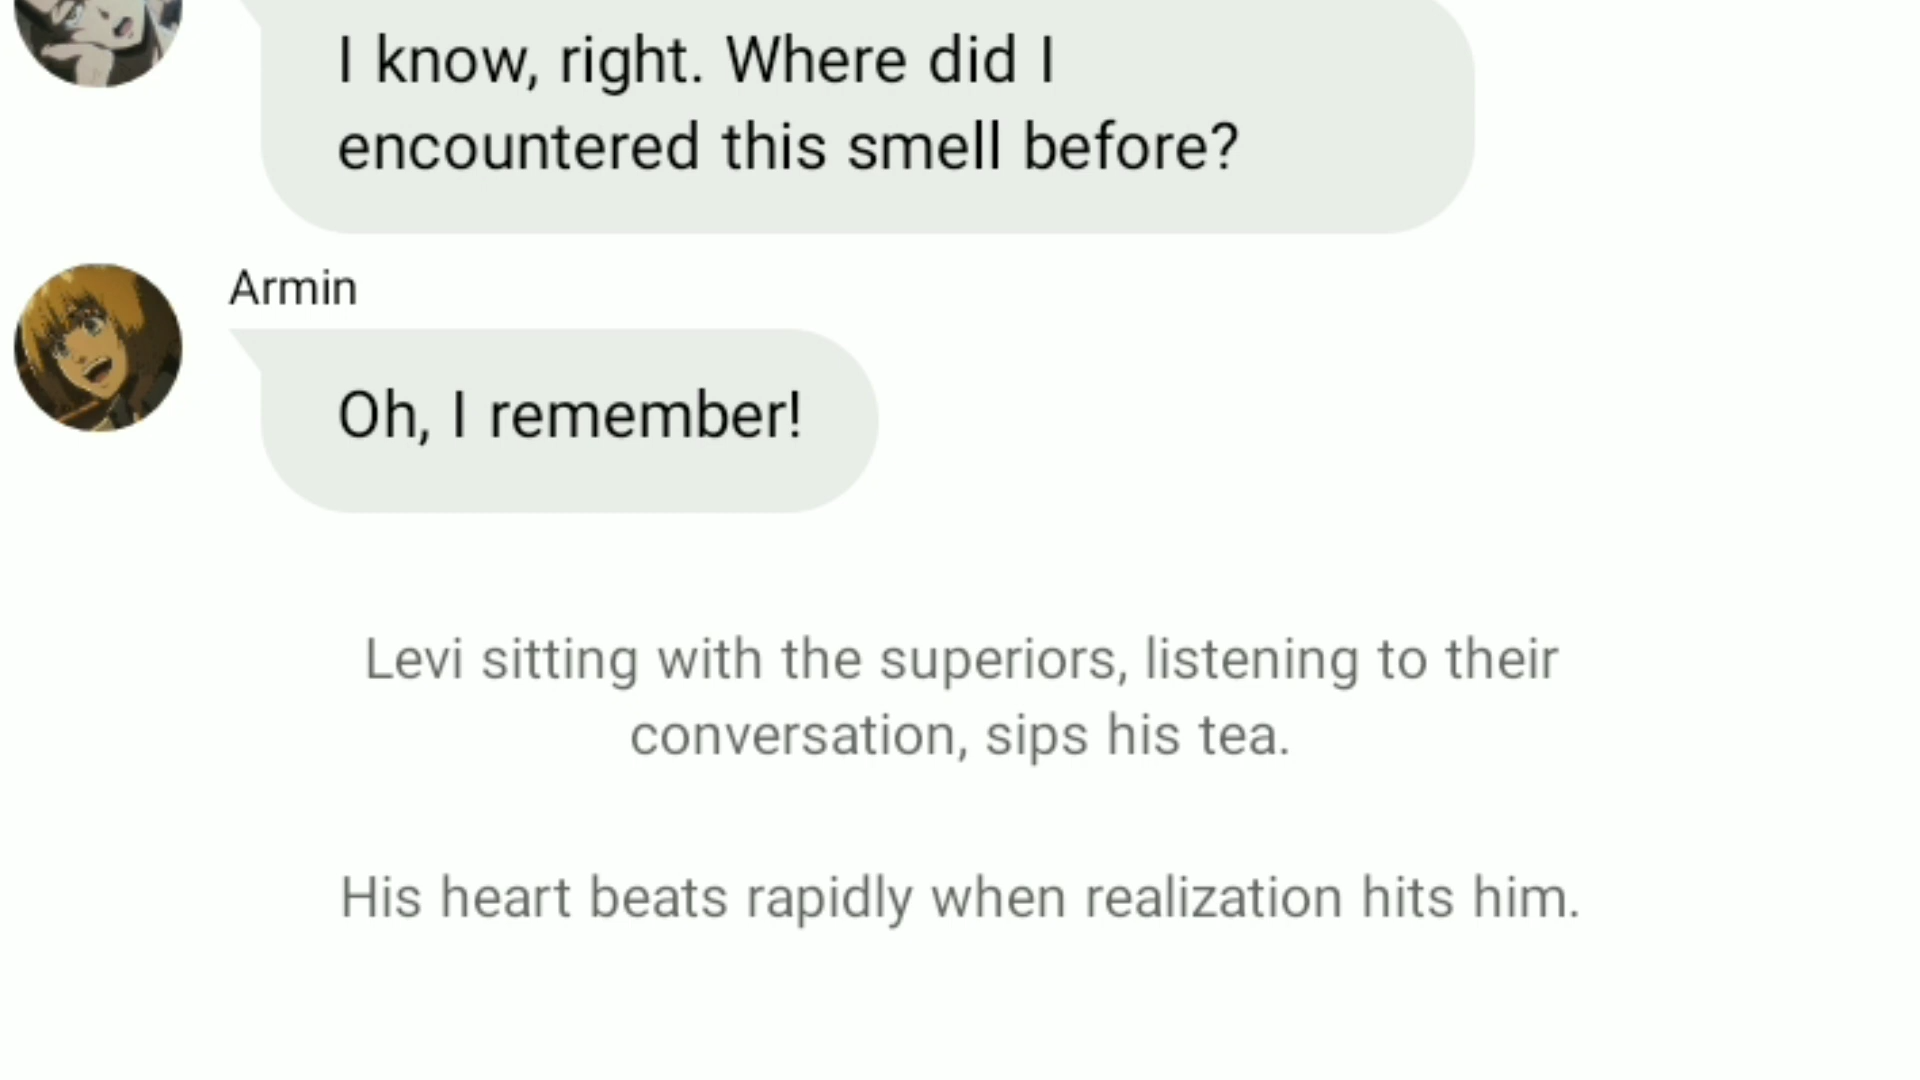 I know, right. Where did I
encountered this smell before?
Armin
Oh, I remember!
Levi sitting with the superiors, listening to their
conversation, sips his tea.
His heart beats rapidly when realization hits him.